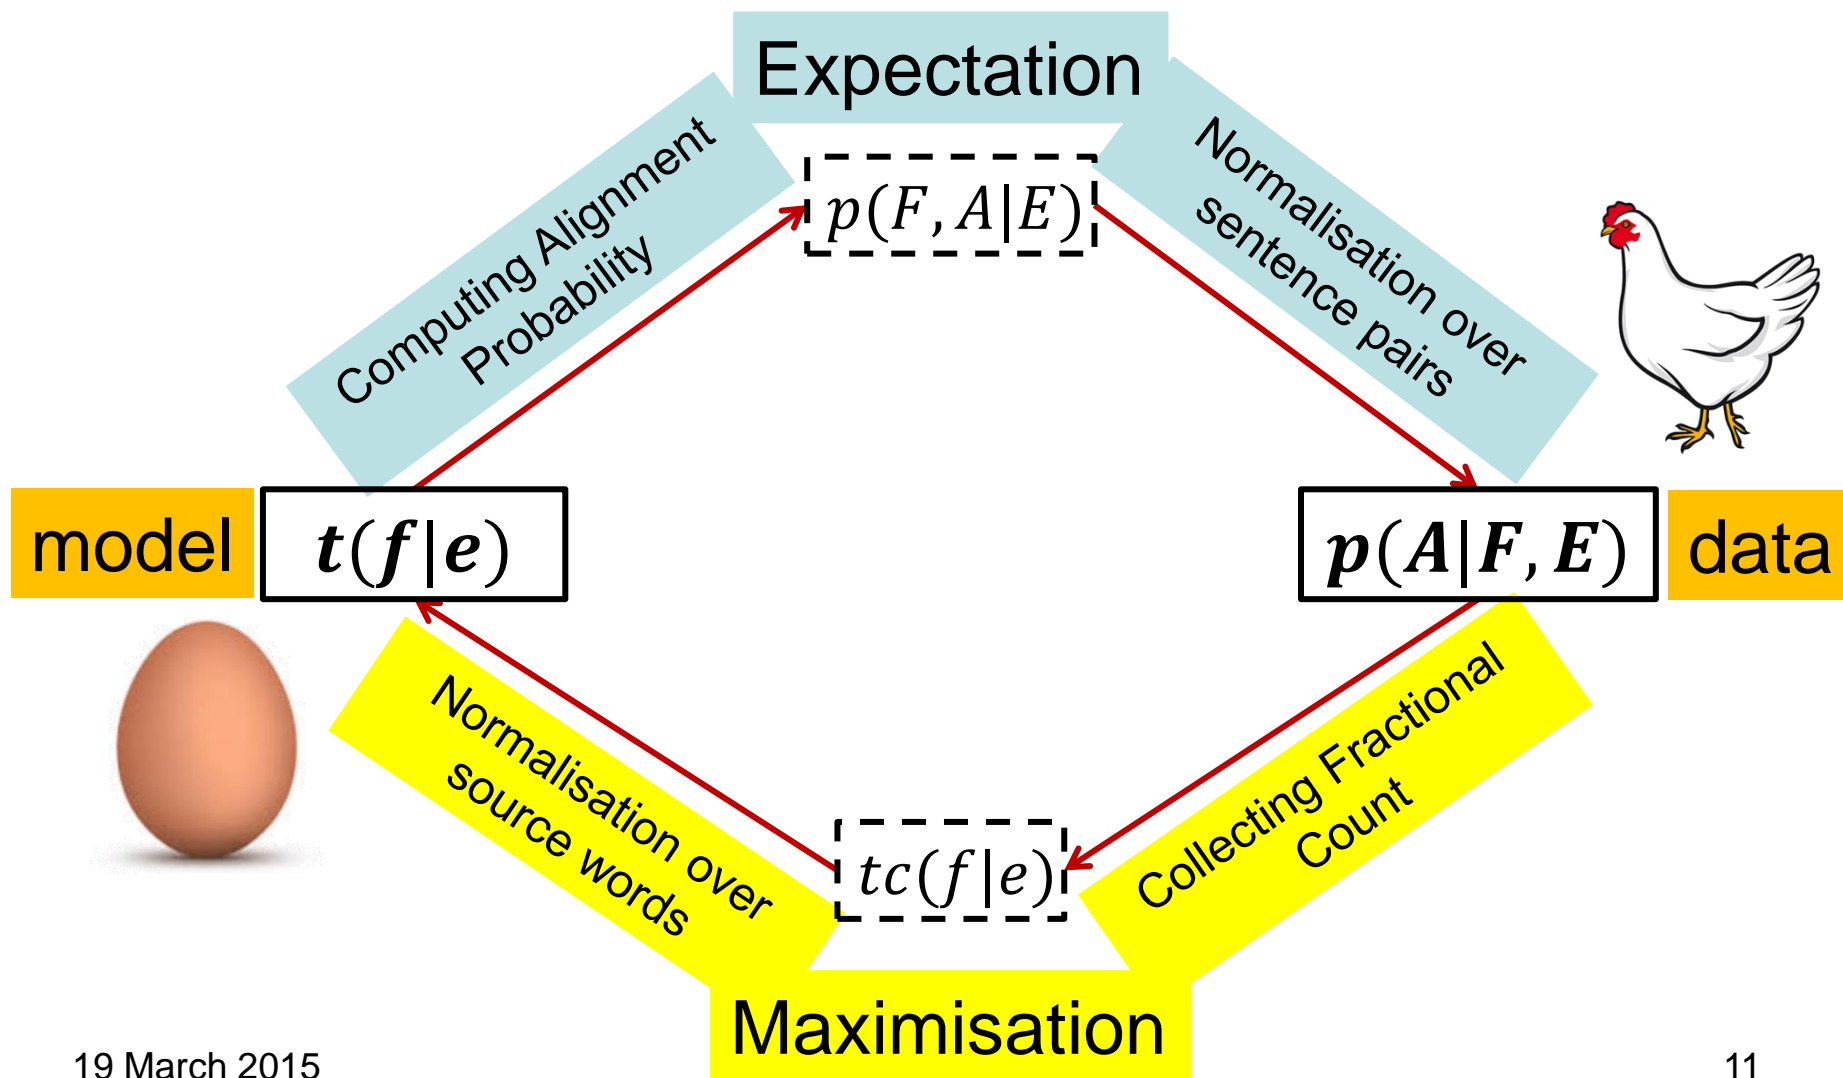 Expectation
Computing Alignment
Probability
p(F, A|E)
Normalisation over
sentence pairs
model
t(f|e)
p(A|F, E)
data
Normalisation over
source words
tc(f|e)
Collecting Fractional
Count
Maximisation
19 March 2015
11